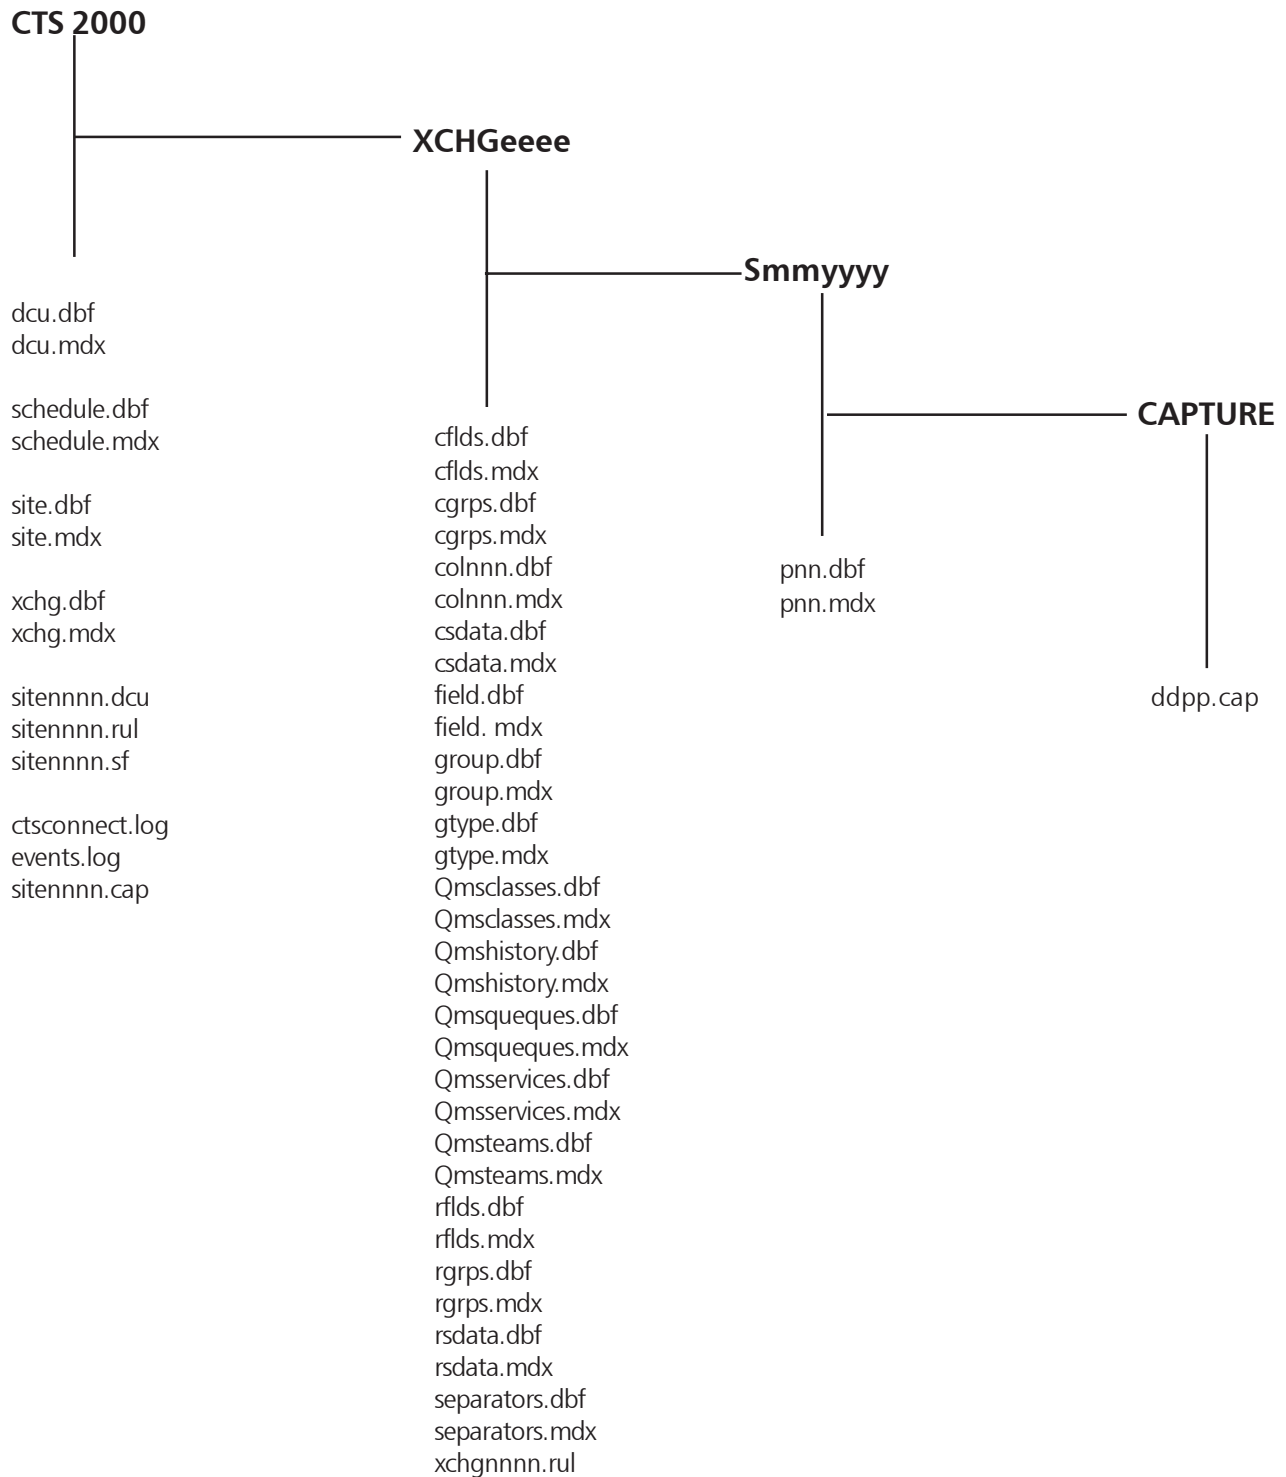 CTS 2000
XCHGeeee
Smmyyyy
CAPTURE
dcu.dbf
dcu.mdx
schedule.dbf
schedule.mdx
site.dbf
site.mdx
xchg.dbf
xchg.mdx
sitennnn.dcu
sitennnn.rul
sitennnn.sf
ctsconnect.log
events.log
sitennnn.cap
cflds.dbf
cflds.mdx
cgrps.dbf
cgrps.mdx
colnnn.dbf
colnnn.mdx
csdata.dbf
csdata.mdx
field.dbf
field. mdx
group.dbf
group.mdx
gtype.dbf
gtype.mdx
Qmsclasses.dbf
Qmsclasses.mdx
Qmshistory.dbf
Qmshistory.mdx
Qmsqueques.dbf
Qmsqueques.mdx
Qmsservices.dbf
Qmsservices.mdx
Qmsteams.dbf
Qmsteams.mdx
rflds.dbf
rflds.mdx
rgrps.dbf
rgrps.mdx
rsdata.dbf
rsdata.mdx
separators.dbf
separators.mdx
xchgnnnn.rul
pnn.dbf
pnn.mdx
ddpp.cap